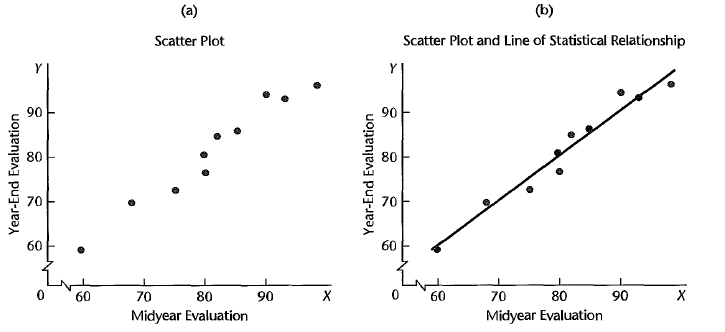 (a)
Scatter Plot
Y
90
80
70
60
0
60
70
80
90
X
Year-End Evaluation
Midyear Evaluation
(b)
Scatter Plot and Line of Statistical Relationship
Y
90
80
70
60
0
60
70
80
90
X
Year-End Evaluation
Midyear Evaluation